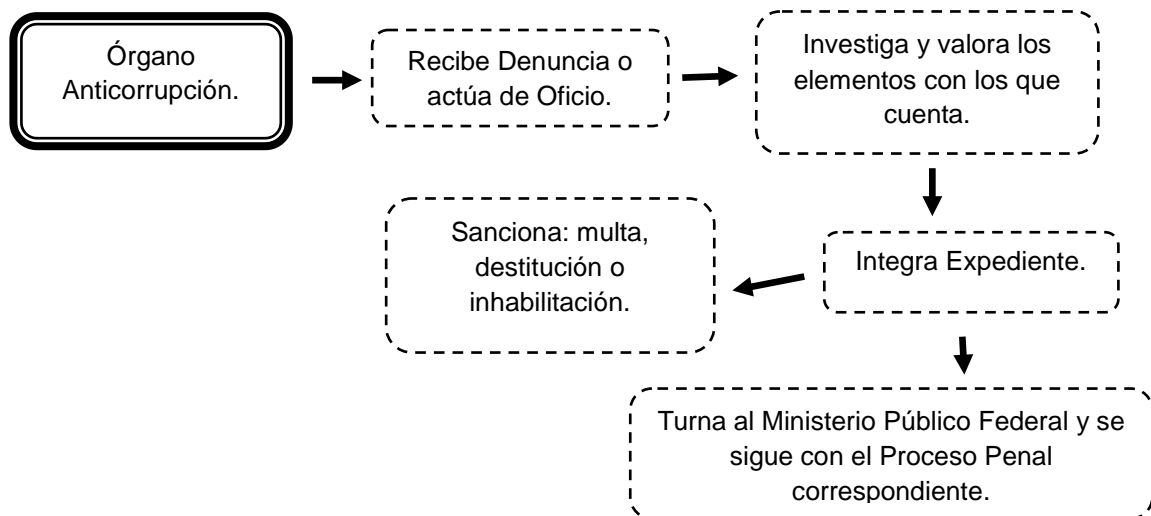 Órgano
Anticorrupción.
Recibe Denuncia o
actúa de Oficio.
Investiga y valora los
elementos con los que
cuenta.
Sanciona: multa,
destitución o
inhabilitación.
Integra Expediente.
Turna al Ministerio Público Federal y se
sigue con el Proceso Penal
correspondiente.